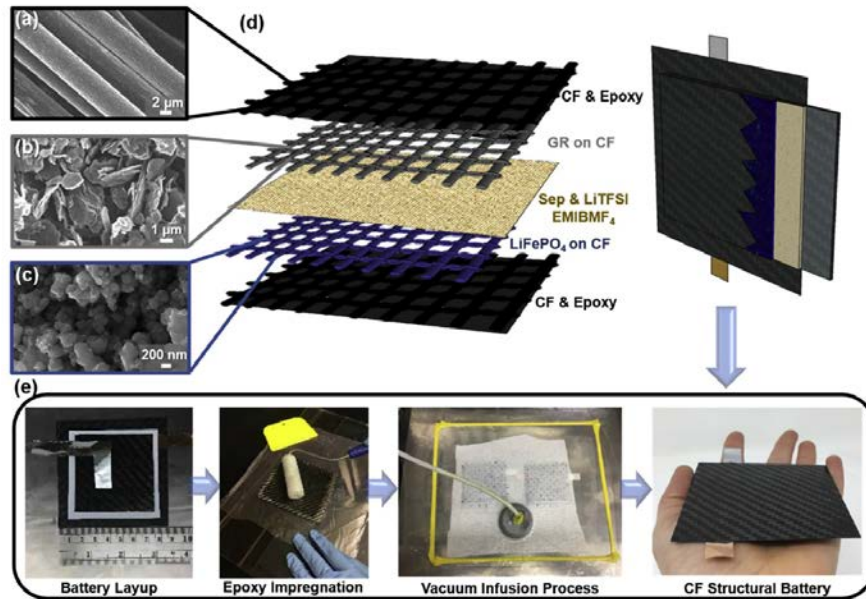 (a)
2 µm
(b)
1 µm
(c)
200 nm
(d)
CF & Epoxy
GR on CF
Sep & LiTFSI
EMIBMF₄
LiFePO₄ on CF
CF & Epoxy
(e)
Battery Layup
Epoxy Impregnation
Vacuum Infusion Process
CF Structural Battery